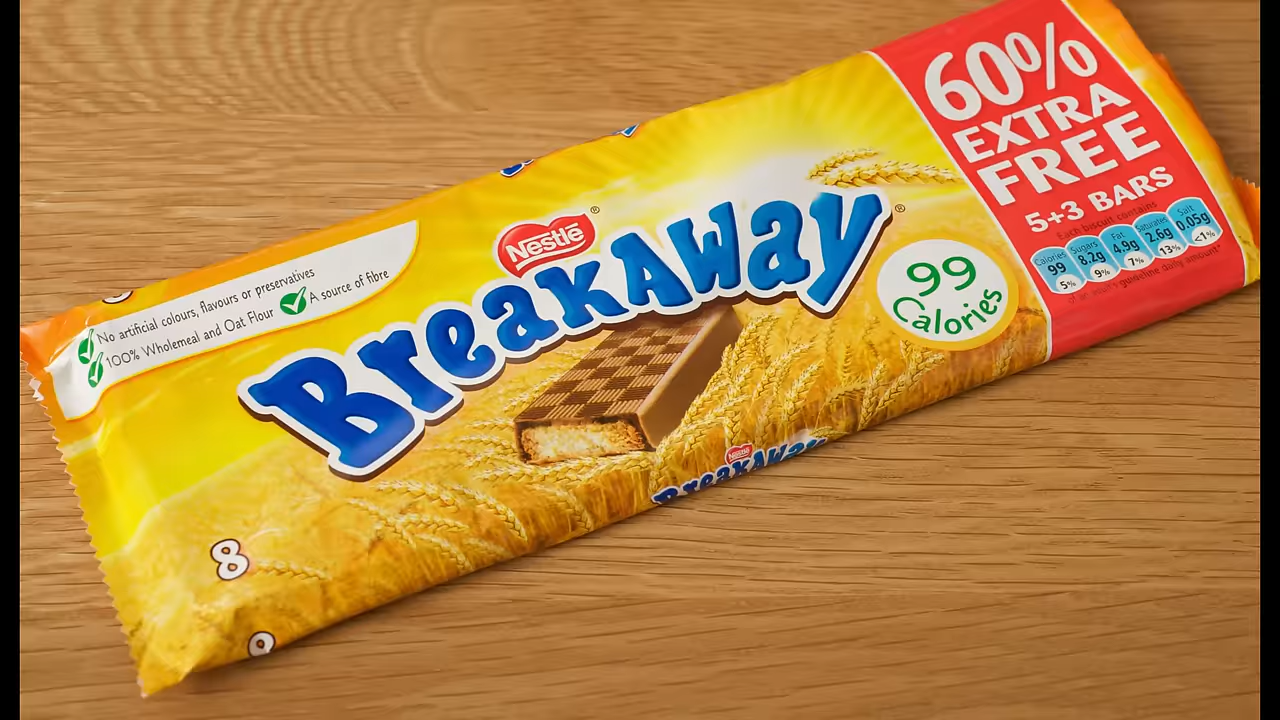 No artificial colours, flavours or preservatives
100% Wholemeal and Oat Flour
A source of fibre
Nestlé®
BreakAway®
99
Calories
60%
EXTRA
FREE
5+3 BARS
Each biscuit contains
Calories 99 5%
Sugars 8.2g 9%
Fat 4.9g 7%
Saturates 2.6g 13%
Salt 0.05g <1%
of an adult's guideline daily amount*
Nestlé
BreakAway
8